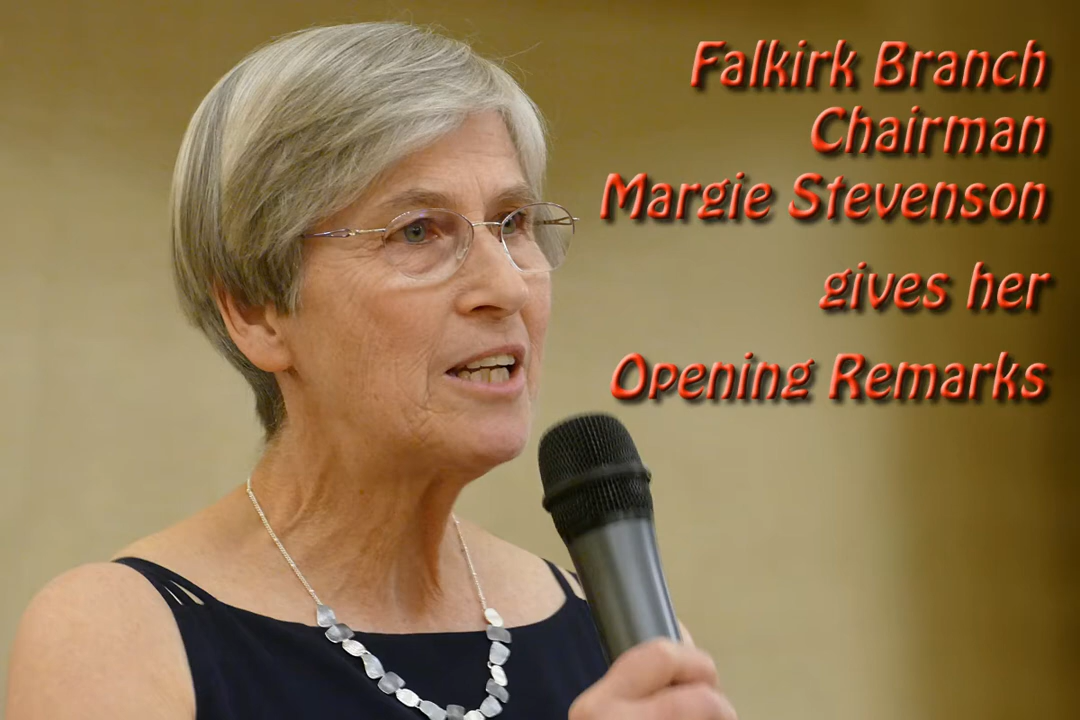 Falkirk Branch
Chairman
Margie Stevenson
gives her
Opening Remarks